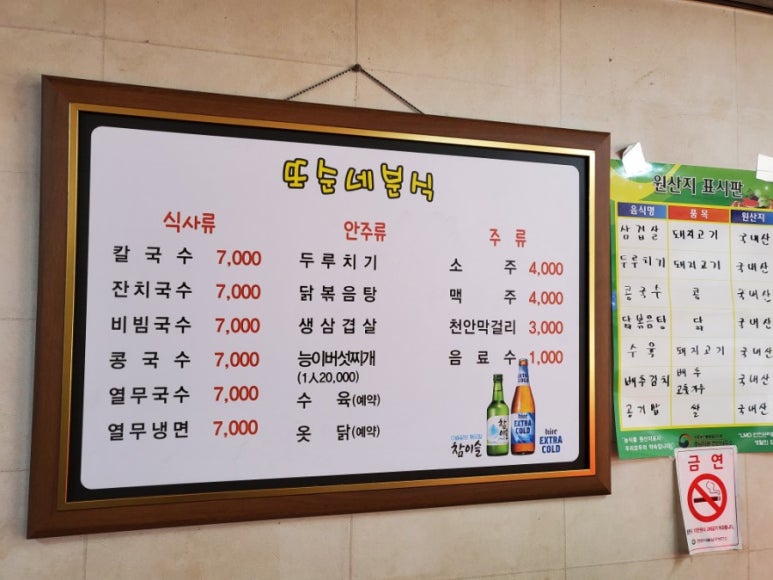 또순네분식
식사류
칼국수 7,000
잔치국수 7,000
비빔국수 7,000
콩국수 7,000
열무국수 7,000
열무냉면 7,000
안주류
두루치기
닭볶음탕
생삼겹살
능이버섯찌개
(1人20,000)
수육(예약)
옻닭(예약)
주류
소주 4,000
맥주 4,000
천안막걸리 3,000
음료수 1,000
참이슬
hite
EXTRA
COLD
EXTRA
COLD
원산지 표시판
음식명 품목 원산지
삼겹살 돼지고기 국내산
두루치기 돼지고기 국내산
콩국수 콩 국내산
닭볶음탕 닭 국내산
수육 돼지고기 국내산
배추김치 배추 고춧가루 국내산
공기밥 쌀 국내산
금연